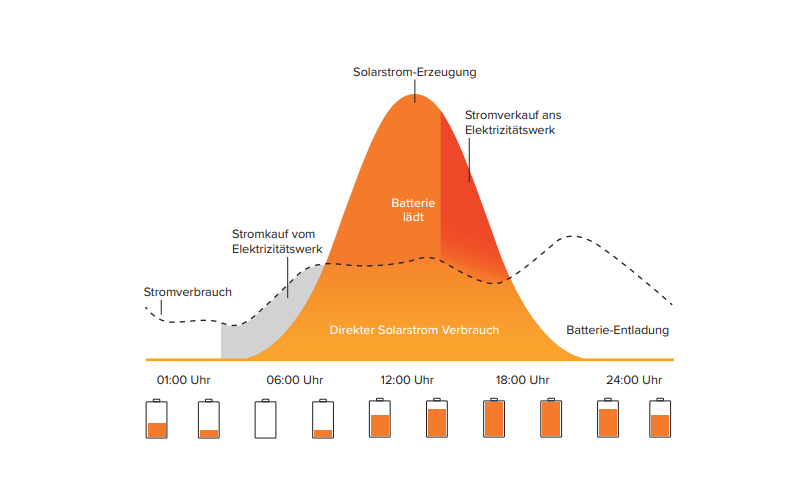 Solarstrom-Erzeugung
Stromverkauf ans
Elektrizitätswerk
Batterie
lädt
Stromkauf vom
Elektrizitätswerk
Stromverbrauch
Direkter Solarstrom Verbrauch
Batterie-Entladung
01:00 Uhr
06:00 Uhr
12:00 Uhr
18:00 Uhr
24:00 Uhr